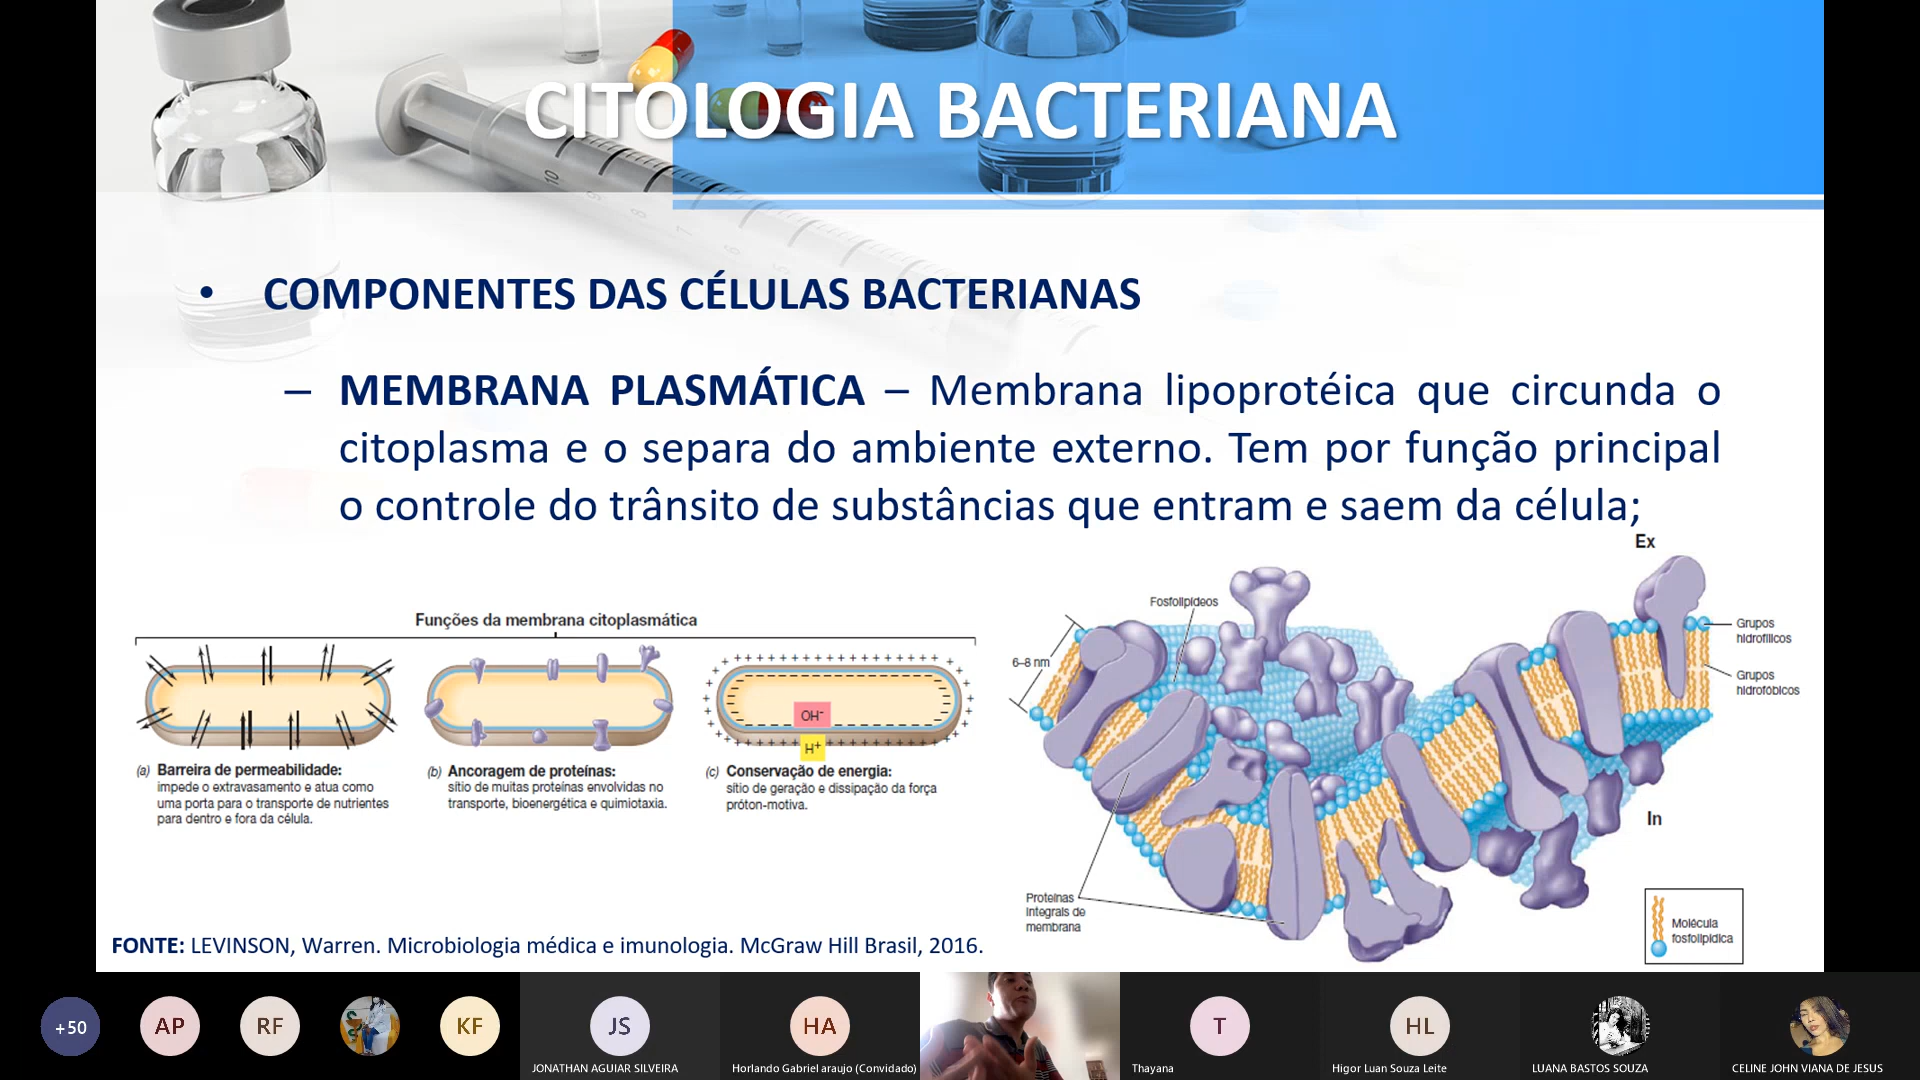 CITOLOGIA BACTERIANA
• COMPONENTES DAS CÉLULAS BACTERIANAS
– MEMBRANA PLASMÁTICA – Membrana lipoprotéica que circunda o
citoplasma e o separa do ambiente externo. Tem por função principal
o controle do trânsito de substâncias que entram e saem da célula;
Funções da membrana citoplasmática
OH-
H+
(a) Barreira de permeabilidade:
impede o extravasamento e atua como
uma porta para o transporte de nutrientes
para dentro e fora da célula.
(b) Ancoragem de proteínas:
sítio de muitas proteínas envolvidas no
transporte, bioenergética e quimiotaxia.
(c) Conservação de energia:
sítio de geração e dissipação da força
próton-motiva.
Ex
Fosfolipídeos
6–8 nm
Grupos
hidrofílicos
Grupos
hidrofóbicos
In
Proteínas
integrais de
membrana
Molécula
fosfolipídica
FONTE: LEVINSON, Warren. Microbiologia médica e imunologia. McGraw Hill Brasil, 2016.
+50
AP
RF
KF
JS
JONATHAN AGUIAR SILVEIRA
HA
Horlando Gabriel araujo (Convidado)
T
Thayana
HL
Higor Luan Souza Leite
LUANA BASTOS SOUZA
CELINE JOHN VIANA DE JESUS